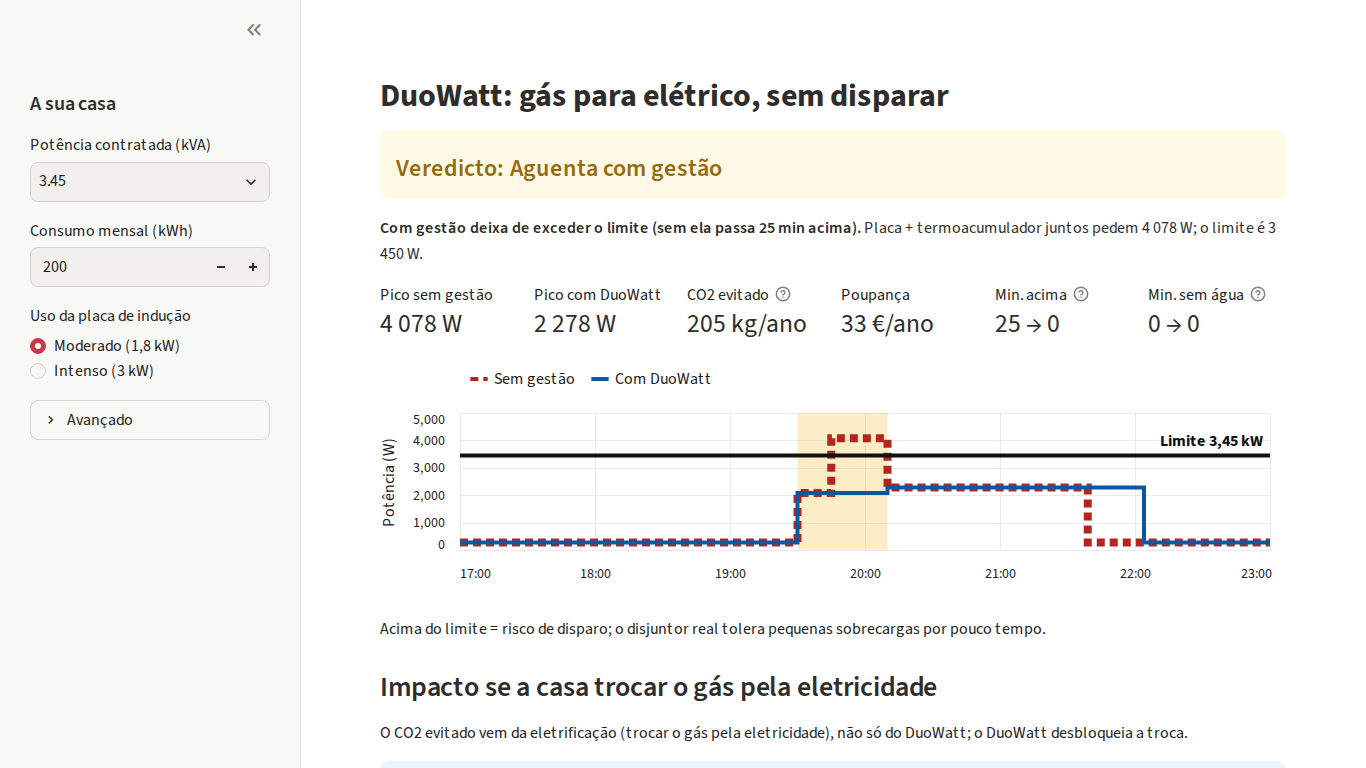 A sua casa
Potência contratada (kVA)
3.45
Consumo mensal (kWh)
200
Uso da placa de indução
Moderado (1,8 kW)
Intenso (3 kW)
Avançado
DuoWatt: gás para elétrico, sem disparar
Veredicto: Aguenta com gestão
Com gestão deixa de exceder o limite (sem ela passa 25 min acima). Placa + termoacumulador juntos pedem 4 078 W; o limite é 3
450 W.
Pico sem gestão
4 078 W
Pico com DuoWatt
2 278 W
CO2 evitado
205 kg/ano
Poupança
33 €/ano
Min. acima
25 → 0
Min. sem água
0 → 0
Sem gestão
Com DuoWatt
Potência (W)
5,000
4,000
3,000
2,000
1,000
0
Limite 3,45 kW
17:00 18:00 19:00 20:00 21:00 22:00 23:00
Acima do limite = risco de disparo; o disjuntor real tolera pequenas sobrecargas por pouco tempo.
Impacto se a casa trocar o gás pela eletricidade
O CO2 evitado vem da eletrificação (trocar o gás pela eletricidade), não só do DuoWatt; o DuoWatt desbloqueia a troca.